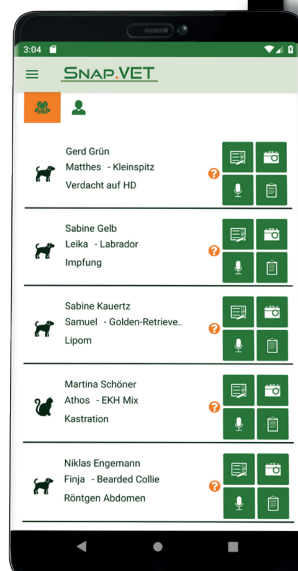 3:04
SNAP.VET
Gerd Grün
Matthes - Kleinspitz
Verdacht auf HD
Sabine Gelb
Leika - Labrador
Impfung
Sabine Kauertz
Samuel - Golden-Retrieve..
Lipom
Martina Schöner
Athos - EKH Mix
Kastration
Niklas Engemann
Finja - Bearded Collie
Röntgen Abdomen